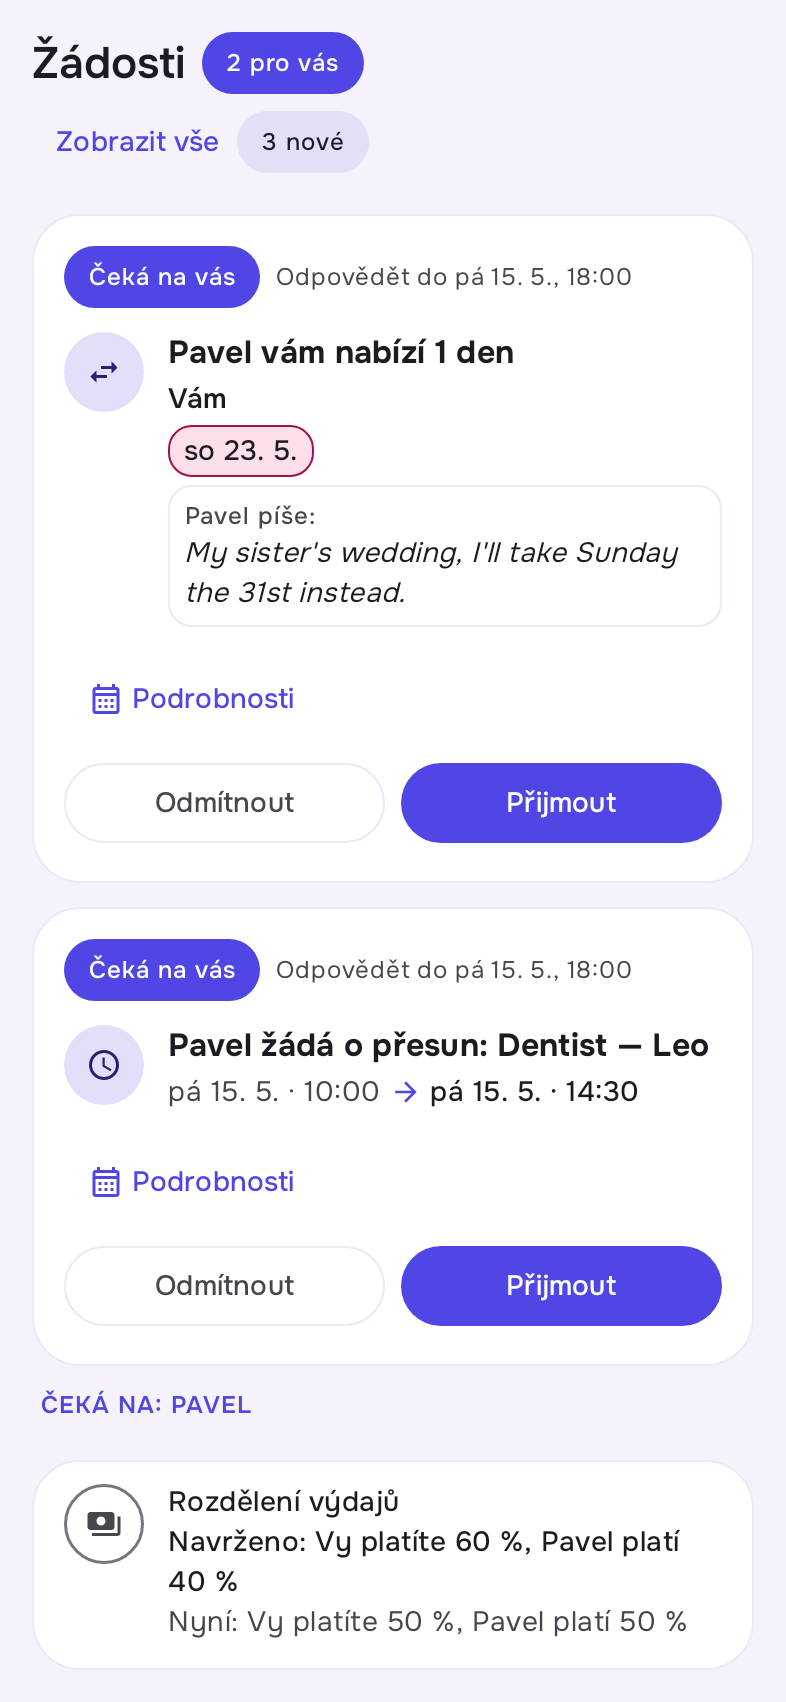 Žádosti
2 pro vás
Zobrazit vše
3 nové
Čeká na vás
Odpovědět do pá 15. 5., 18:00
Pavel vám nabízí 1 den
Vám
so 23. 5.
Pavel píše:
My sister's wedding, I'll take Sunday
the 31st instead.
Podrobnosti
Odmítnout
Přijmout
Čeká na vás
Odpovědět do pá 15. 5., 18:00
Pavel žádá o přesun: Dentist — Leo
pá 15. 5. · 10:00 → pá 15. 5. · 14:30
Podrobnosti
Odmítnout
Přijmout
ČEKÁ NA: PAVEL
Rozdělení výdajů
Navrženo: Vy platíte 60 %, Pavel platí
40 %
Nyní: Vy platíte 50 %, Pavel platí 50 %